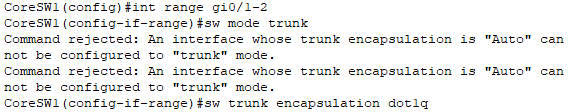 CoreSW1(config)#int range gi0/1-2
CoreSW1(config-if-range)#sw mode trunk
Command rejected: An interface whose trunk encapsulation is "Auto" can
not be configured to "trunk" mode.
Command rejected: An interface whose trunk encapsulation is "Auto" can
not be configured to "trunk" mode.
CoreSW1(config-if-range)#sw trunk encapsulation dot1q